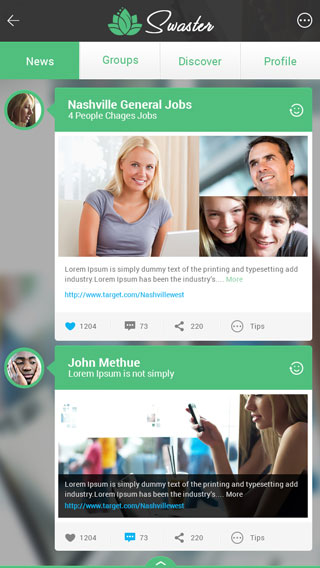 Swaster
News Groups Discover Profile
Nashville General Jobs
4 People Chages Jobs
Lorem Ipsum is simply dummy text of the printing and typesetting add
industry.Lorem Ipsum has been the industry's.... More
http://www.target.com/Nashvillewest
1204 73 220 Tips
John Methue
Lorem Ipsum is not simply
Lorem Ipsum is simply dummy text of the printing and typesetting add
industry.Lorem Ipsum has been the industry's.... More
http://www.target.com/Nashvillewest
1204 73 220 Tips